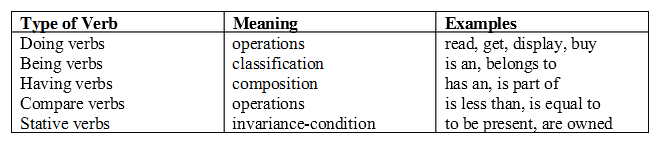 Type of Verb Meaning Examples
Doing verbs operations read, get, display, buy
Being verbs classification is an, belongs to
Having verbs composition has an, is part of
Compare verbs operations is less than, is equal to
Stative verbs invariance-condition to be present, are owned